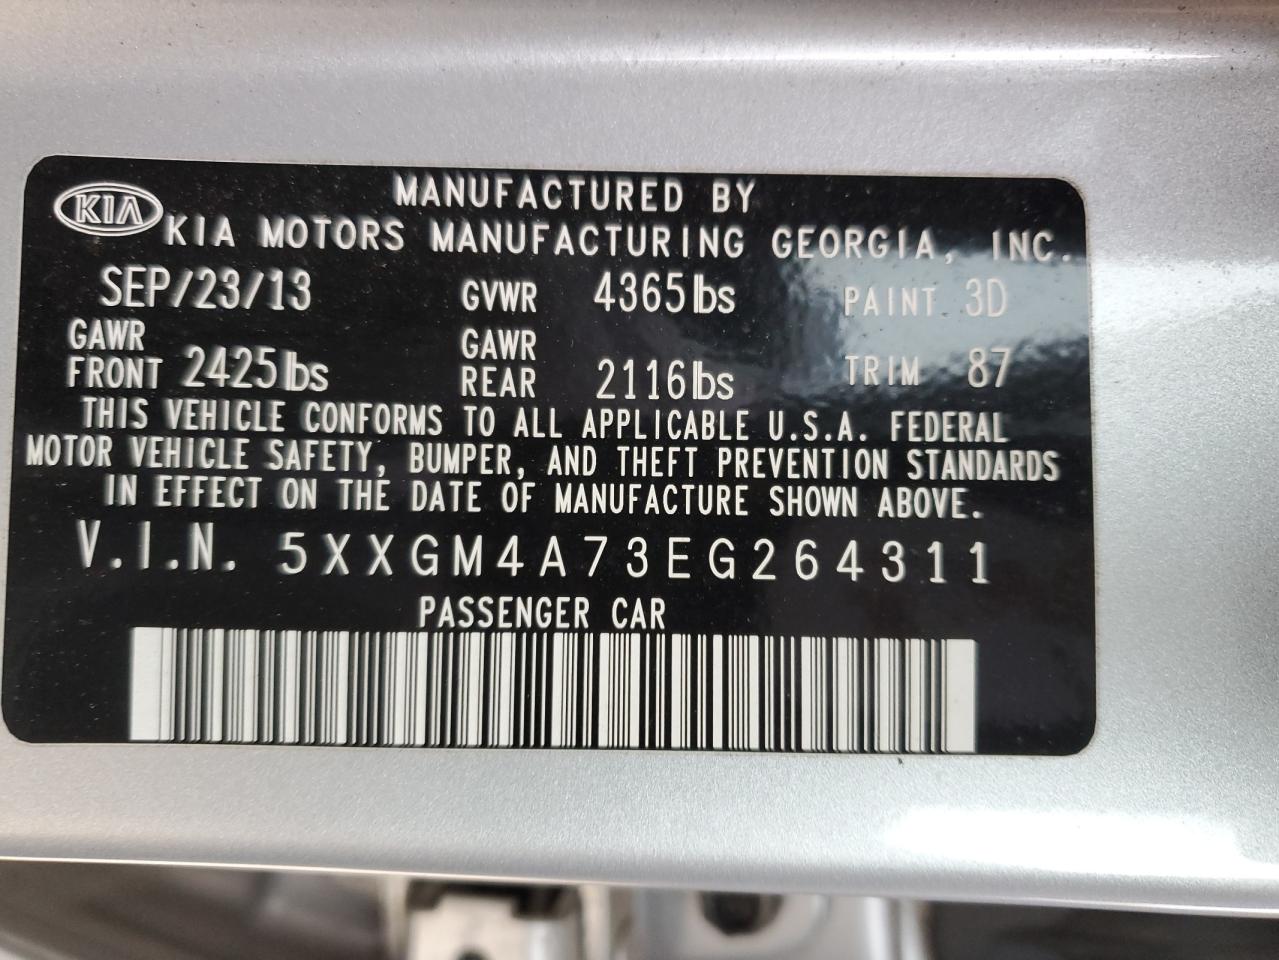 MANUFACTURED BY
KIA KIA MOTORS MANUFACTURING GEORGIA, INC.
SEP/23/13 GVWR 4365lbs PAINT 3D
GAWR FRONT 2425lbs GAWR REAR 2116lbs TRIM 87
THIS VEHICLE CONFORMS TO ALL APPLICABLE U.S.A. FEDERAL
MOTOR VEHICLE SAFETY, BUMPER, AND THEFT PREVENTION STANDARDS
IN EFFECT ON THE DATE OF MANUFACTURE SHOWN ABOVE.
V.I.N. 5XXGM4A73EG264311
PASSENGER CAR